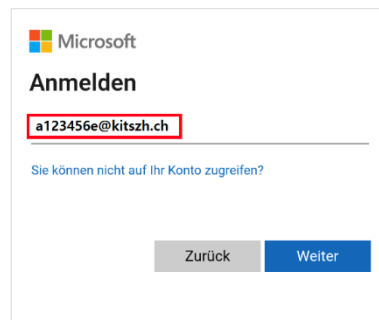 Microsoft
Anmelden
a123456e@kitszh.ch
Sie können nicht auf Ihr Konto zugreifen?
Zurück Weiter